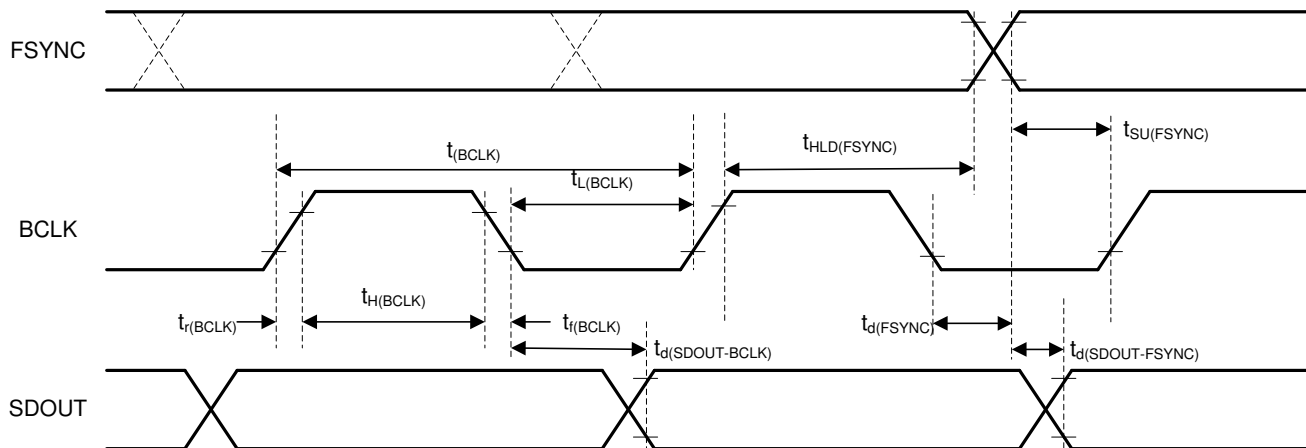 FSYNC
tSU(FSYNC)
tHLD(FSYNC)
t(BCLK)
tL(BCLK)
BCLK
tH(BCLK)
tr(BCLK)
tf(BCLK)
td(FSYNC)
td(SDOUT-BCLK)
td(SDOUT-FSYNC)
SDOUT